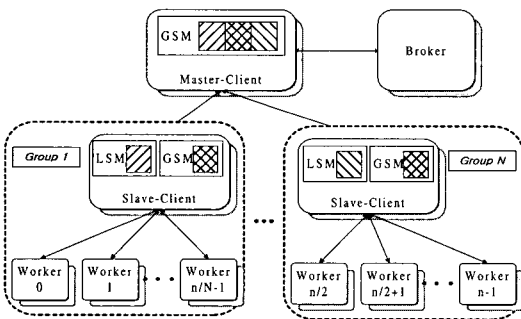 GSM
Master-Client
Broker
Group 1
LSM
GSM
Slave-Client
Group N
LSM
GSM
Slave-Client
Worker
0
Worker
1
Worker
n/N-1
Worker
n/2
Worker
n/2+1
Worker
n-1